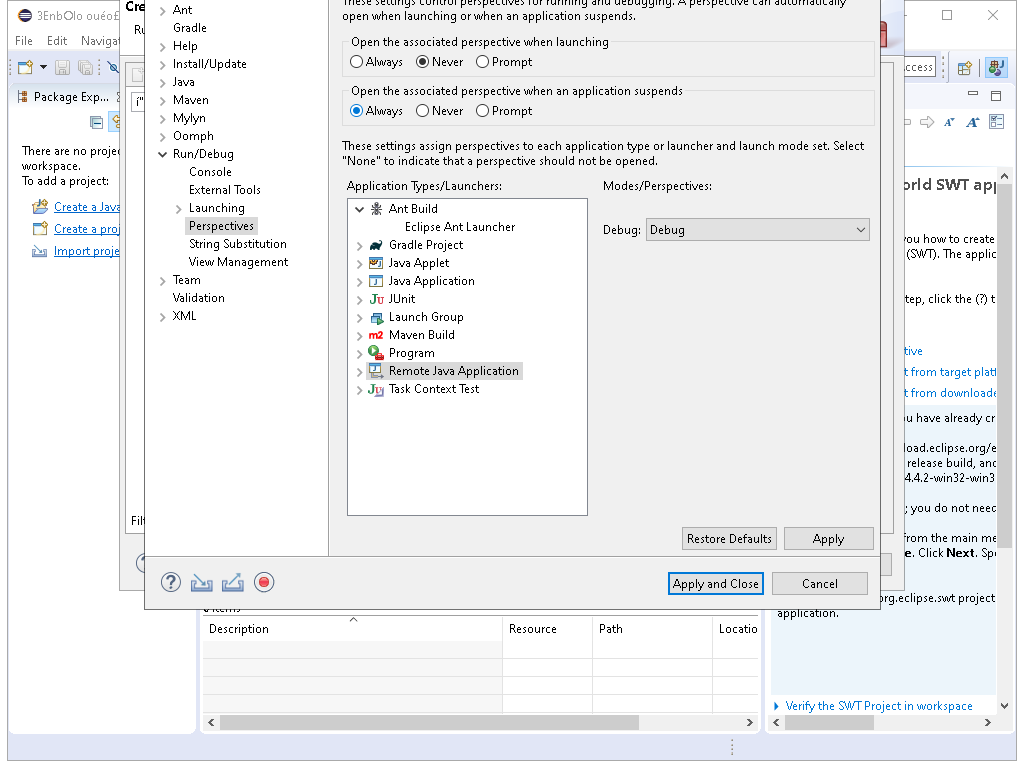 3EnbOlo
File Edit Navigat
Package Exp...
There are no proje
workspace.
To add a project:
Create a Java
Create a proj
Import proje
Cre
Ru
Filt
Ant
Gradle
Help
Install/Update
Java
Maven
Mylyn
Oomph
Run/Debug
Console
External Tools
Launching
Perspectives
String Substitution
View Management
Team
Validation
XML
These settings control perspectives for running and debugging. A perspective can automatically
open when launching or when an application suspends.
Open the associated perspective when launching
Always Never Prompt
Open the associated perspective when an application suspends
Always Never Prompt
These settings assign perspectives to each application type or launcher and launch mode set. Select
"None" to indicate that a perspective should not be opened.
Application Types/Launchers:
Modes/Perspectives:
Ant Build
Eclipse Ant Launcher
Gradle Project
Java Applet
Java Application
JUnit
Launch Group
Maven Build
Program
Remote Java Application
Task Context Test
Debug: Debug
Restore Defaults Apply
Apply and Close Cancel
ccess
orld SWT app
you how to create
(SWT). The applic
tep, click the (?) t
tive
t from target platf
t from downloade
ou have already cr
load.eclipse.org/e
release build, and
4.4.2-win32-win3
; you do not need
from the main me
e. Click Next. Spe
org.eclipse.swt project
application.
Verify the SWT Project in workspace
items
Description Resource Path Locatio